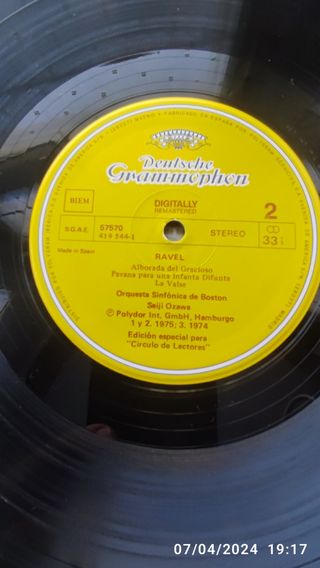 Deutsche
Grammophon
DIGITALLY
REMASTERED
BIEM
S.G.A.E.
57570
419 544-1
STEREO
2
33
Made in Spain
RAVEL
Alborada del Gracioso
Pavana para una Infanta Difunta
La Valse
Orquesta Sinfónica de Boston
Seiji Ozawa
℗ Polydor Int. GmbH, Hamburgo
1 y 2. 1975; 3. 1974
Edición especial para
"Círculo de Lectores"
07/04/2024 19:17